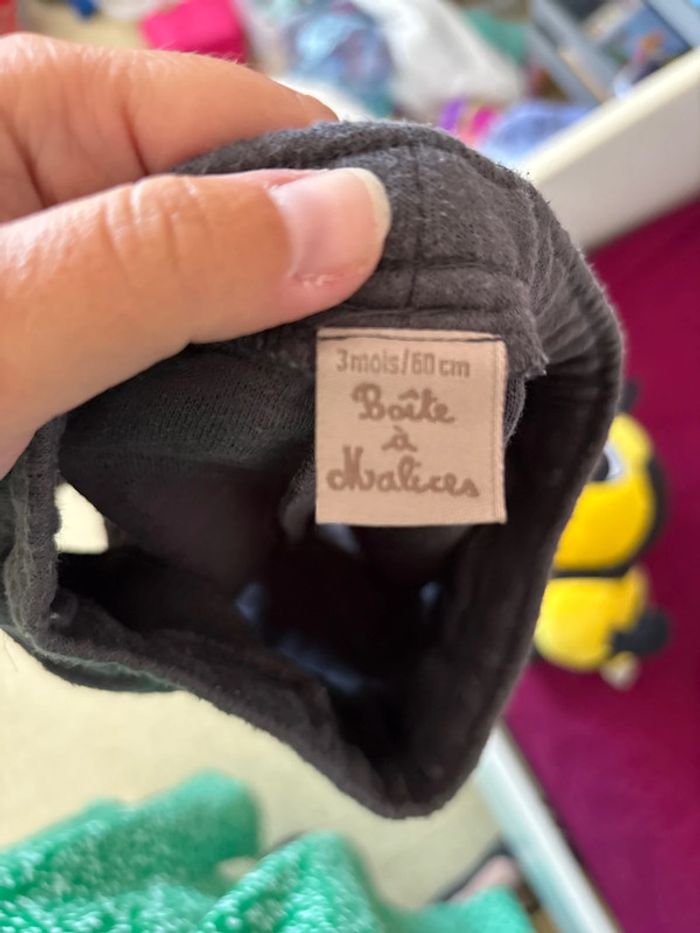 3mois/60cm
Boîte
à
Malices